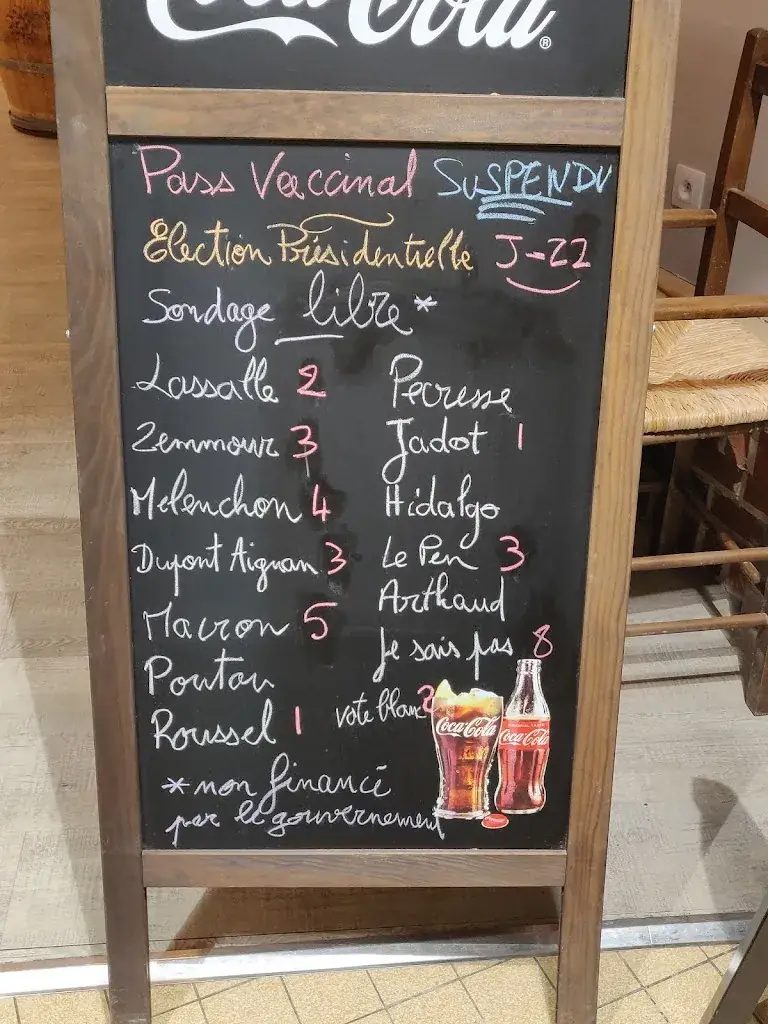 Coca-Cola®
Pass Vaccinal SUSPENDU
Élection Présidentielle J-22
Sondage libre*
Lassalle 2
Zemmour 3
Melenchon 4
Dupont Aignan 3
Macron 5
Poutou
Roussel 1
Pecresse
Jadot 1
Hidalgo
Le Pen 3
Arthaud
Je sais pas 8
vote blanc 2
*non financé
par le gouvernement
Coca-Cola
Coca-Cola